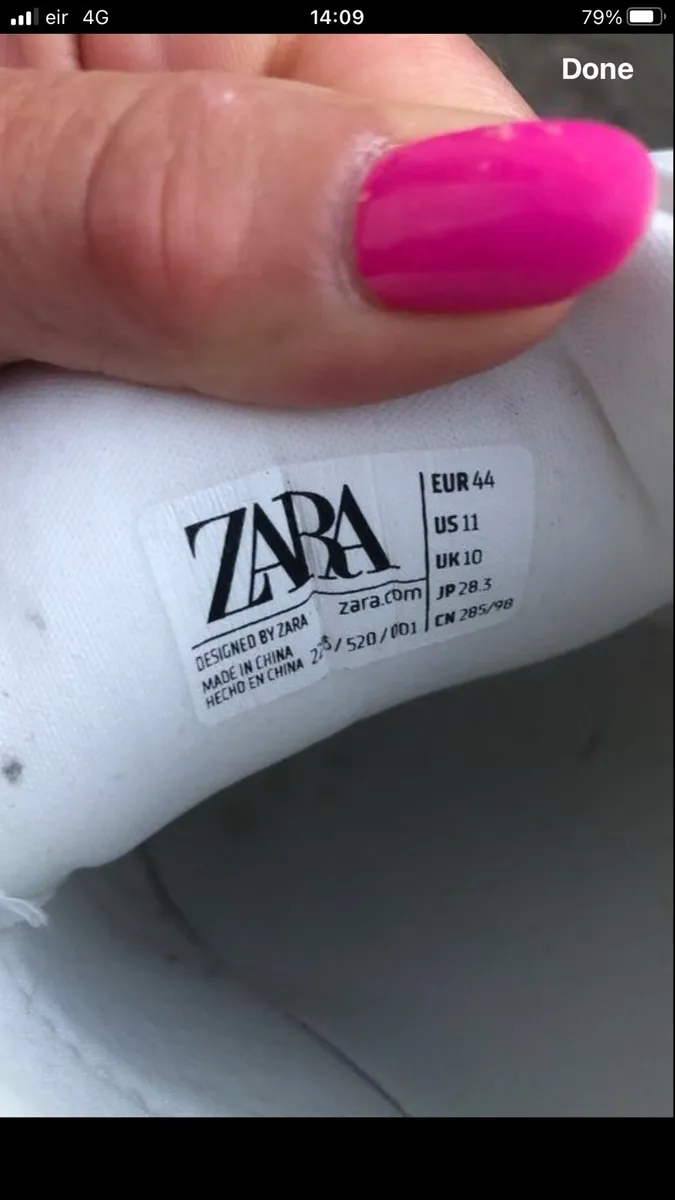 eir 4G 14:09 79%
Done
ZARA
zara.com
DESIGNED BY ZARA
MADE IN CHINA
HECHO EN CHINA / 520 / 001
EUR 44
US 11
UK 10
JP 28.3
CN 285/98